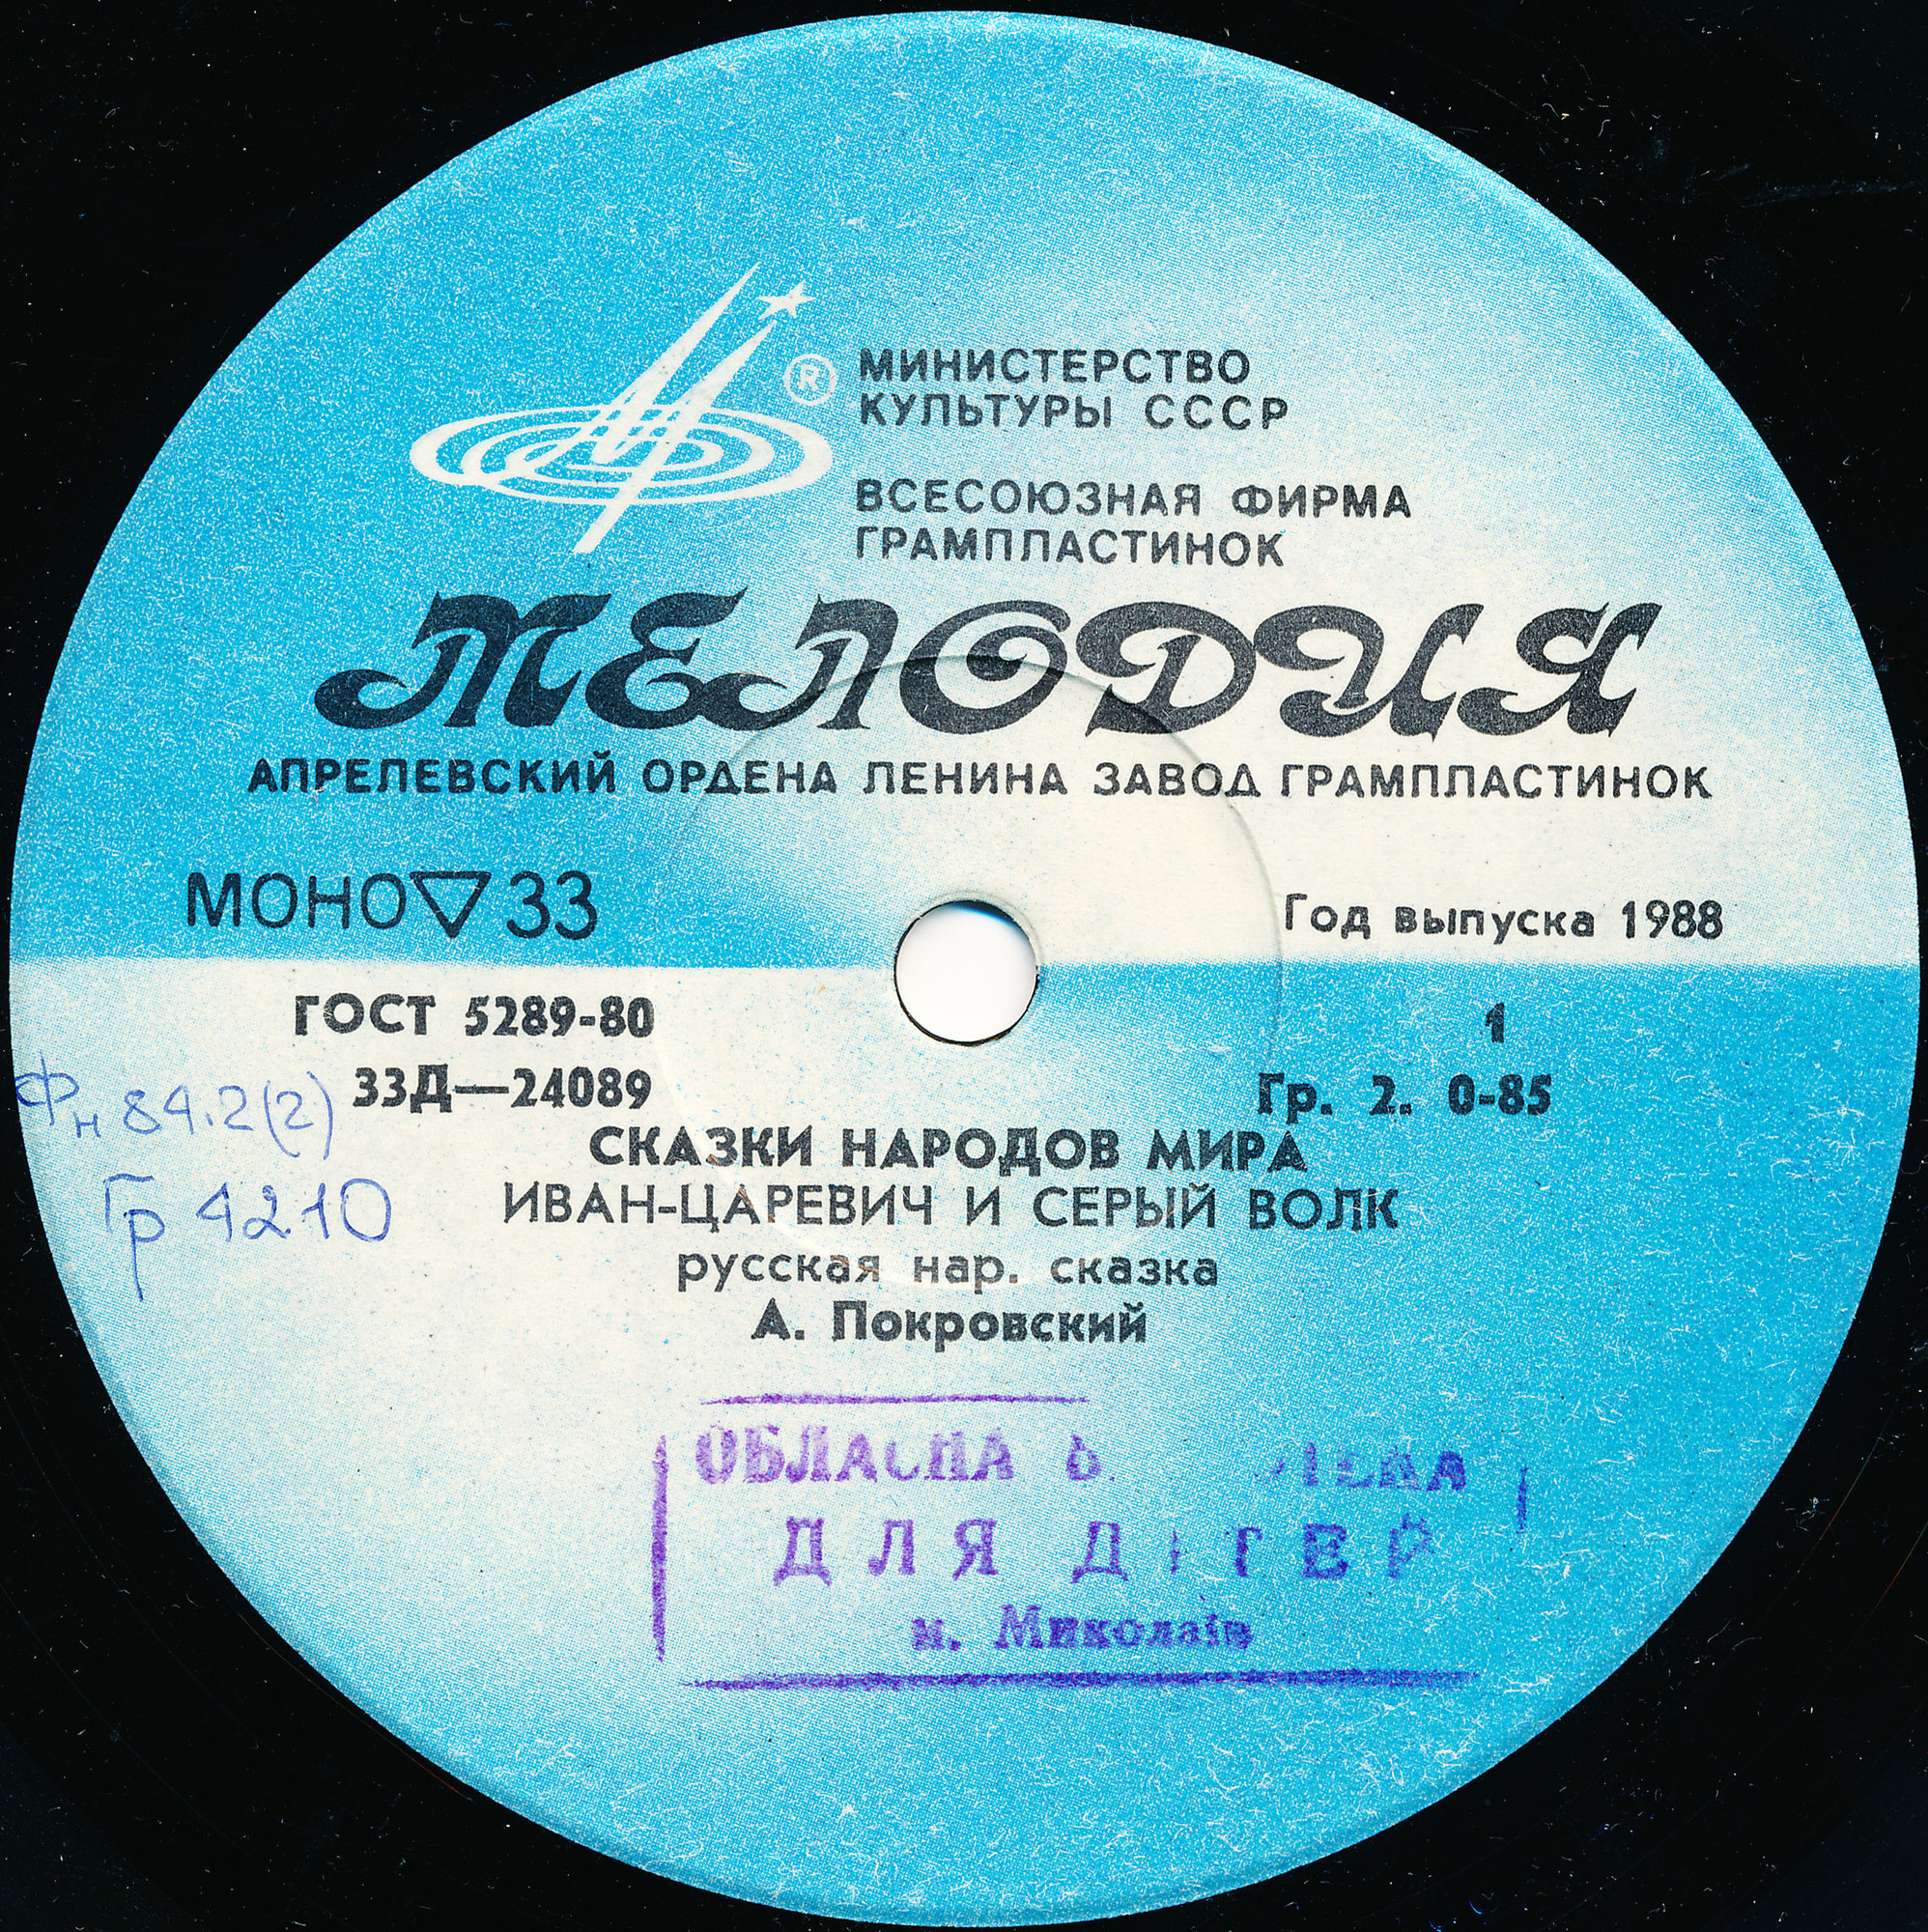 ®
МИНИСТЕРСТВО
КУЛЬТУРЫ СССР
ВСЕСОЮЗНАЯ ФИРМА
ГРАМПЛАСТИНОК
МЕЛОДИЯ
АПРЕЛЕВСКИЙ ОРДЕНА ЛЕНИНА ЗАВОД ГРАМПЛАСТИНОК
МОНО ▽ 33
Год выпуска 1988
ГОСТ 5289-80
1
33Д—24089
Гр. 2. 0-85
Фн 84.2(2)
Гр 4210
СКАЗКИ НАРОДОВ МИРА
ИВАН-ЦАРЕВИЧ И СЕРЫЙ ВОЛК
русская нар. сказка
А. Покровский
ОБЛАСНА
ДЛЯ ДІТЕЙ
м. Миколаїв